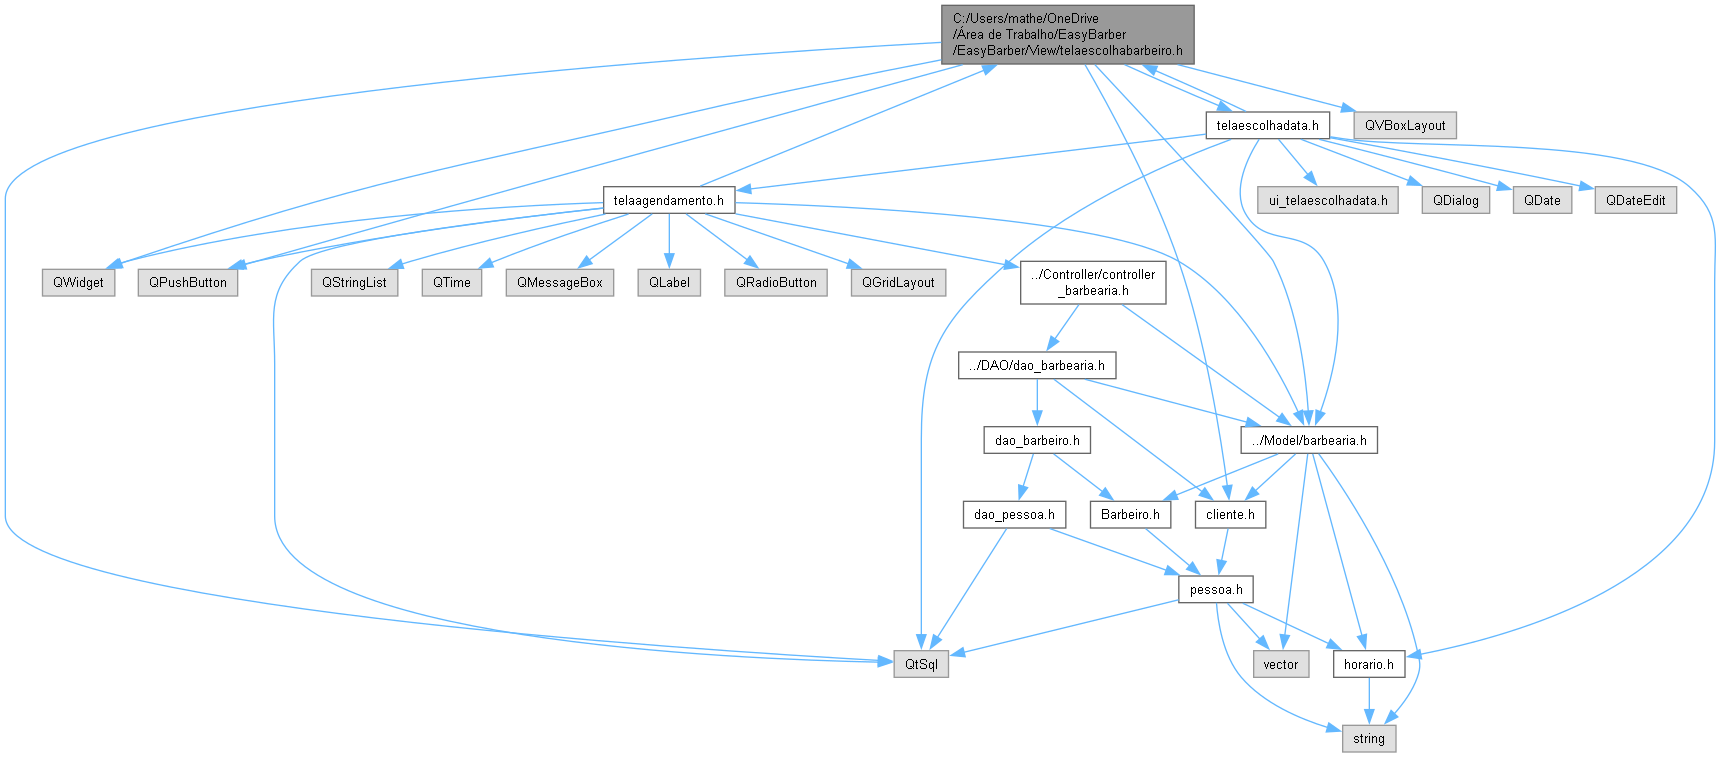 C:/Users/mathe/OneDrive
/Área de Trabalho/EasyBarber
/EasyBarber/View/telaescolhabarbeiro.h
telaescolhadata.h
QVBoxLayout
telaagendamento.h
ui_telaescolhadata.h
QDialog
QDate
QDateEdit
QWidget
QPushButton
QStringList
QTime
QMessageBox
QLabel
QRadioButton
QGridLayout
../Controller/controller
_barbearia.h
../DAO/dao_barbearia.h
dao_barbeiro.h
../Model/barbearia.h
dao_pessoa.h
Barbeiro.h
cliente.h
pessoa.h
QtSql
vector
horario.h
string